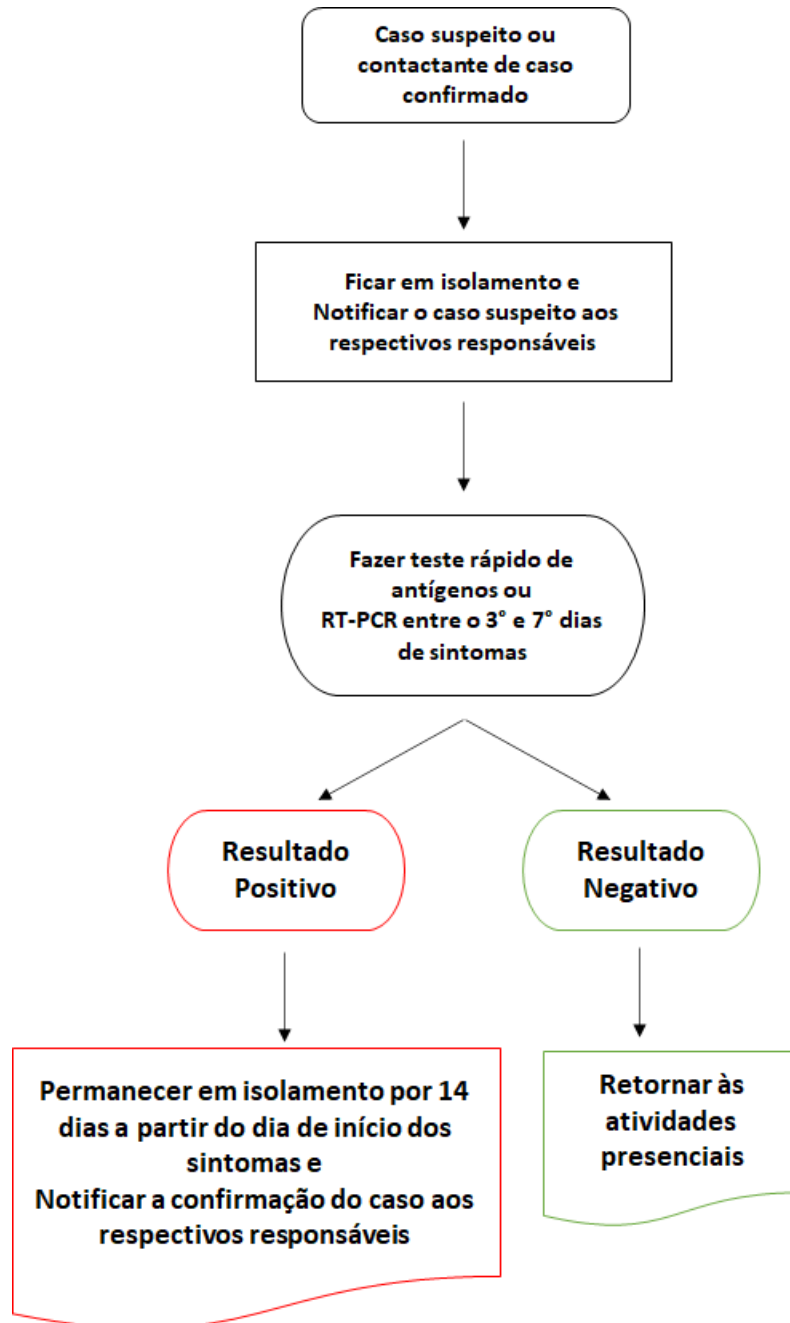 Caso suspeito ou
contactante de caso
confirmado
Ficar em isolamento e
Notificar o caso suspeito aos
respectivos responsáveis
Fazer teste rápido de
antígenos ou
RT-PCR entre o 3° e 7° dias
de sintomas
Resultado
Positivo
Resultado
Negativo
Permanecer em isolamento por 14
dias a partir do dia de início dos
sintomas e
Notificar a confirmação do caso aos
respectivos responsáveis
Retornar às
atividades
presenciais